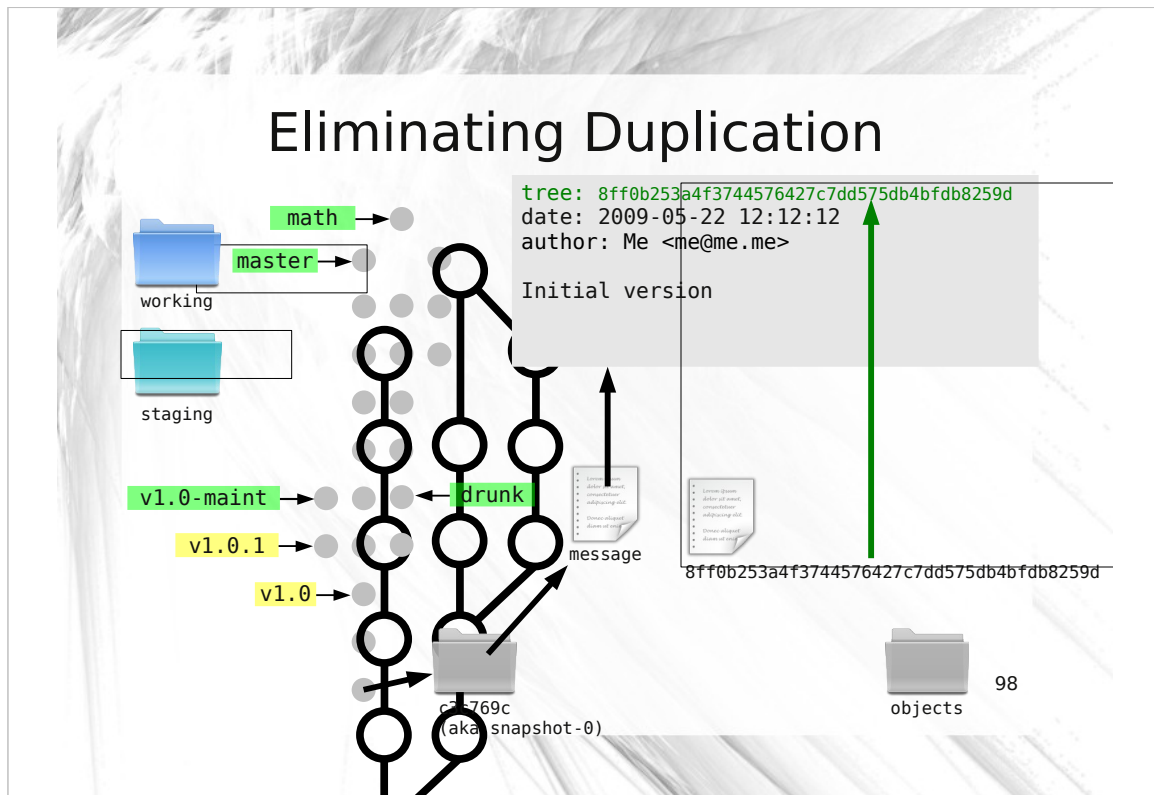 Eliminating Duplication
tree: 8ff0b253a4f3744576427c7dd575db4bfdb8259d
date: 2009-05-22 12:12:12
author: Me <me@me.me>
Initial version
math
master
working
staging
v1.0-maint
drunk
v1.0.1
v1.0
message
8ff0b253a4f3744576427c7dd575db4bfdb8259d
(aka snapshot-0)
objects
98